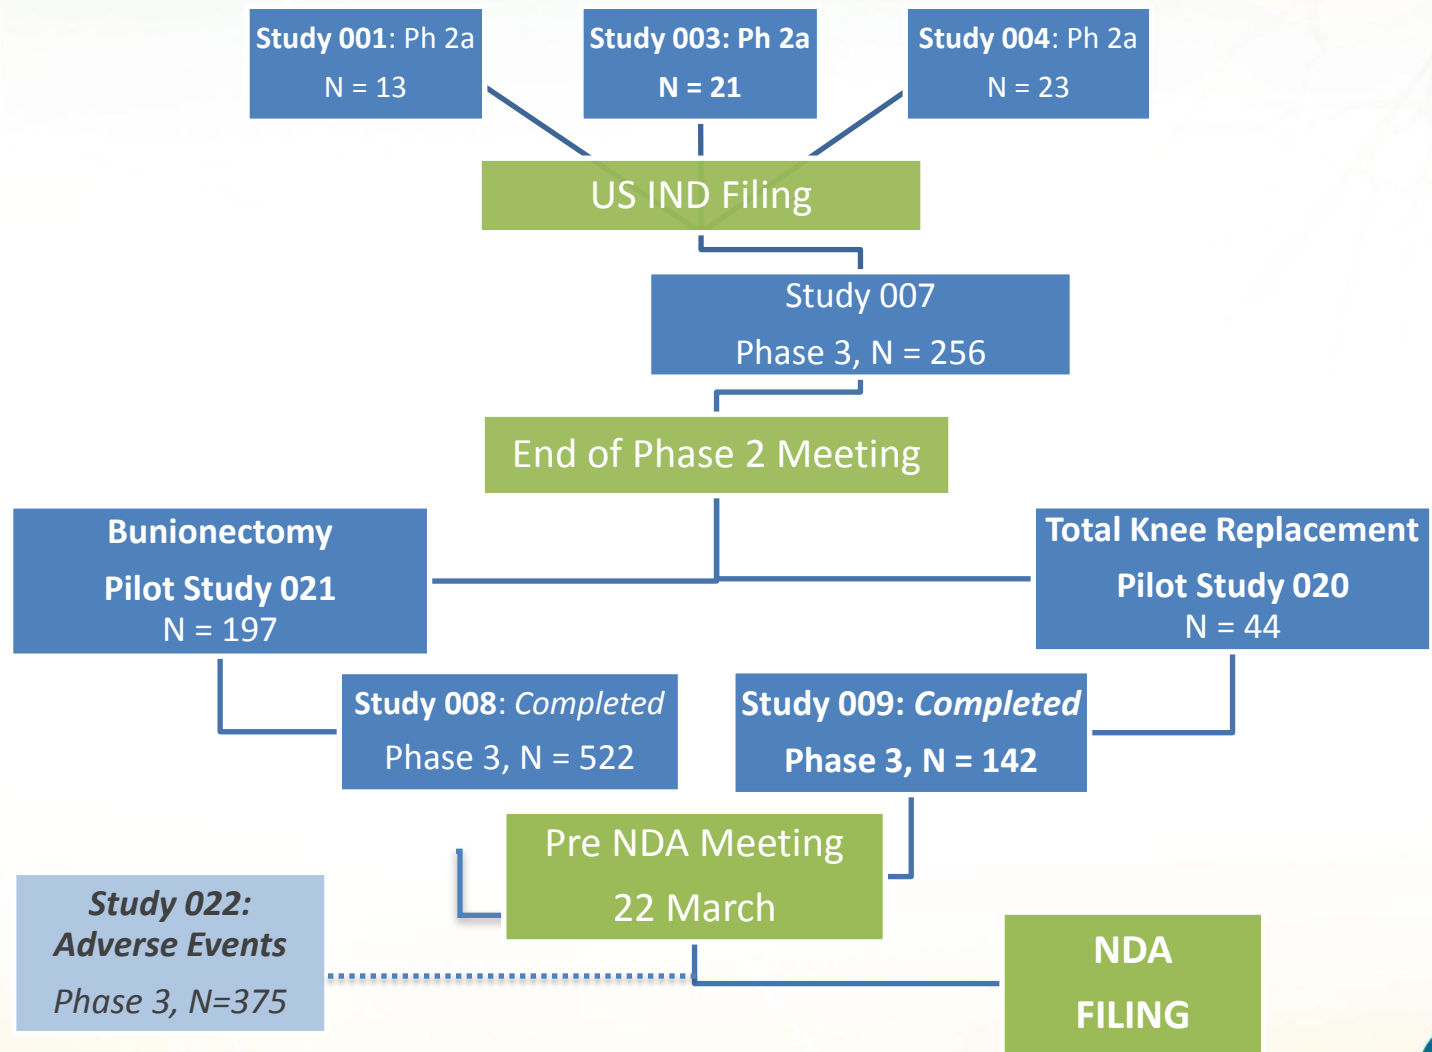 Study 001: Ph 2a
N = 13
Study 003: Ph 2a
N = 21
Study 004: Ph 2a
N = 23
US IND Filing
Study 007
Phase 3, N = 256
End of Phase 2 Meeting
Bunionectomy
Pilot Study 021
N = 197
Total Knee Replacement
Pilot Study 020
N = 44
Study 008: Completed
Phase 3, N = 522
Study 009: Completed
Phase 3, N = 142
Pre NDA Meeting
22 March
Study 022:
Adverse Events
Phase 3, N=375
NDA
FILING